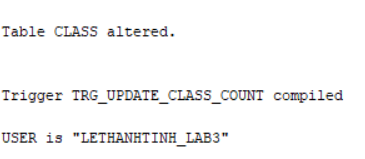 Table CLASS altered.
Trigger TRG_UPDATE_CLASS_COUNT compiled
USER is "LETHANHTINH_LAB3"